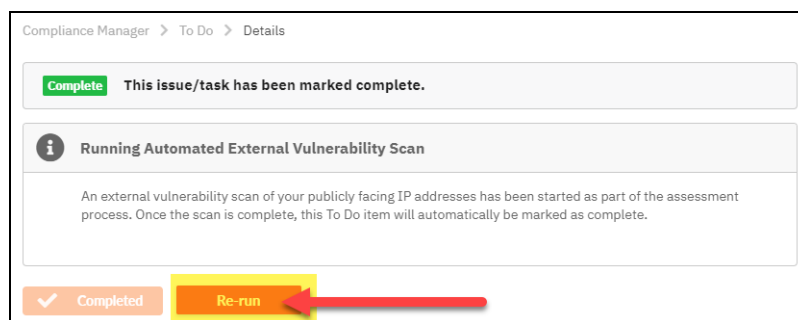 Compliance Manager > To Do > Details
Complete This issue/task has been marked complete.
Running Automated External Vulnerability Scan
An external vulnerability scan of your publicly facing IP addresses has been started as part of the assessment
process. Once the scan is complete, this To Do item will automatically be marked as complete.
Completed Re-run